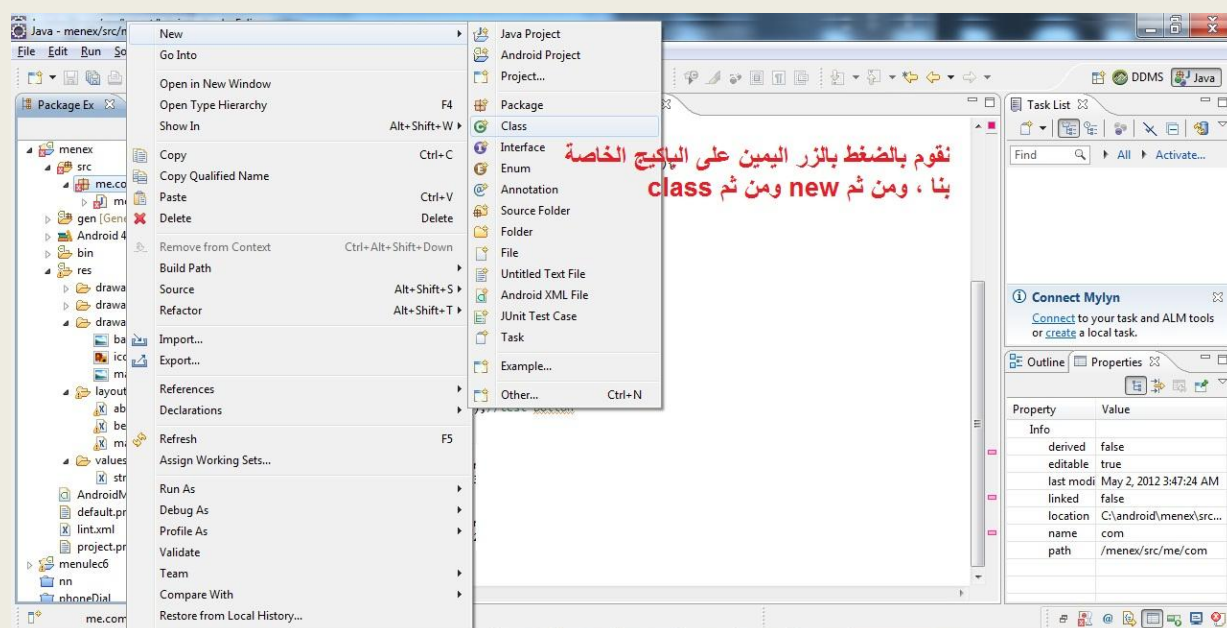 Java - menex/src/
File Edit Run
DDMS Java
Package Ex
menex
src
me.co
gen
Android 4
bin
res
drawa
drawa
drawa
ba
ico
ma
layout
ab
be
ma
values
str
AndroidM
default.pr
lint.xml
project.pr
menulec6
nn
phoneDial
me.com
New
Go Into
Open in New Window
Open Type Hierarchy F4
Show In Alt+Shift+W
Copy Ctrl+C
Copy Qualified Name
Paste Ctrl+V
Delete Delete
Remove from Context Ctrl+Alt+Shift+Down
Build Path
Source Alt+Shift+S
Refactor Alt+Shift+T
Import...
Export...
References
Declarations
Refresh F5
Assign Working Sets...
Run As
Debug As
Profile As
Validate
Team
Compare With
Restore from Local History...
Java Project
Android Project
Project...
Package
Class
Interface
Enum
Annotation
Source Folder
Folder
File
Untitled Text File
Android XML File
JUnit Test Case
Task
Example...
Other... Ctrl+N
نقوم بالضغط بالزر اليمين على الپاكيج الخاصة
بنا ، ومن ثم new ومن ثم class
Task List
Find All Activate...
Connect Mylyn
Connect to your task and ALM tools
or create a local task.
Outline Properties
Property Value
Info
derived false
editable true
last modi May 2, 2012 3:47:24 AM
linked false
location C:\android\menex\src...
name com
path /menex/src/me/com